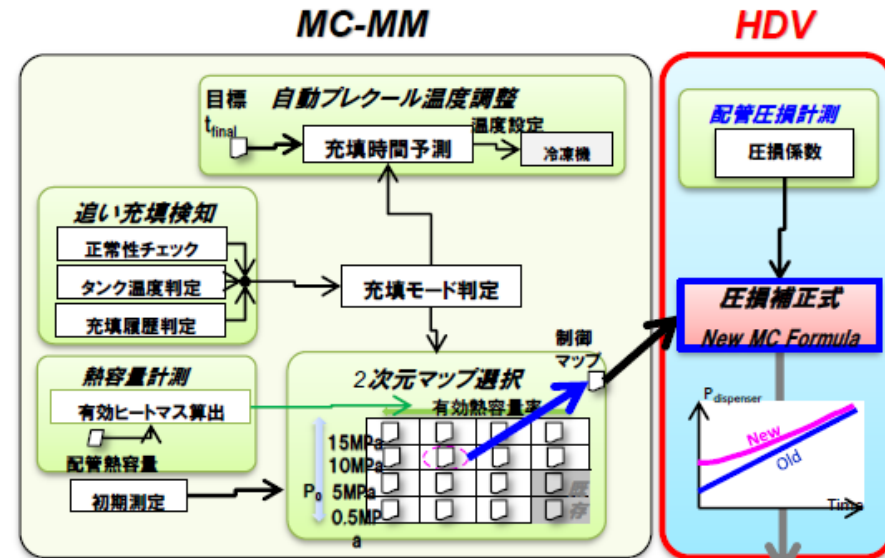 MC-MM
HDV
目標
t_final
自動プレクール温度調整
充填時間予測
温度設定
冷凍機
配管圧損計測
圧損係数
追い充填検知
正常性チェック
タンク温度判定
充填履歴判定
充填モード判定
圧損補正式
New MC Formula
制御
マップ
熱容量計測
有効ヒートマス算出
配管熱容量
初期測定
2次元マップ選択
有効熱容量率
P₀
15MPa
10MPa
5MPa
0.5MP
a
既
存
P_dispenser
New
Old
Time